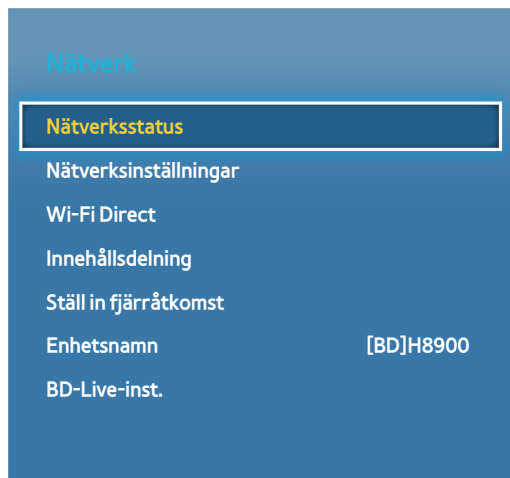 Nätverk
Nätverksstatus
Nätverksinställningar
Wi-Fi Direct
Innehållsdelning
Ställ in fjärråtkomst
Enhetsnamn [BD]H8900
BD-Live-inst.